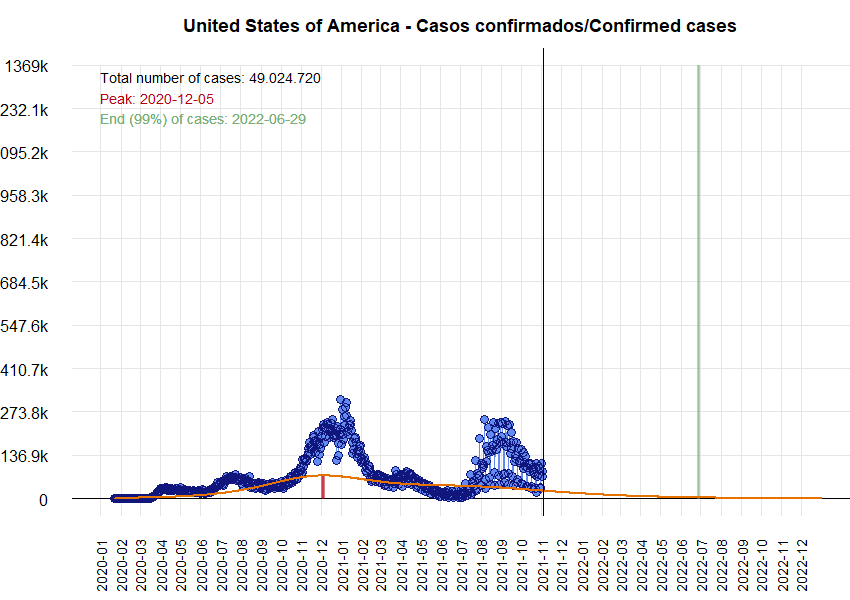 United States of America - Casos confirmados/Confirmed cases
1369k
232.1k
095.2k
958.3k
821.4k
684.5k
547.6k
410.7k
273.8k
136.9k
0
Total number of cases: 49.024.720
Peak: 2020-12-05
End (99%) of cases: 2022-06-29
2020-01
2020-02
2020-03
2020-04
2020-05
2020-06
2020-07
2020-08
2020-09
2020-10
2020-11
2020-12
2021-01
2021-02
2021-03
2021-04
2021-05
2021-06
2021-07
2021-08
2021-09
2021-10
2021-11
2021-12
2022-01
2022-02
2022-03
2022-04
2022-05
2022-06
2022-07
2022-08
2022-09
2022-10
2022-11
2022-12